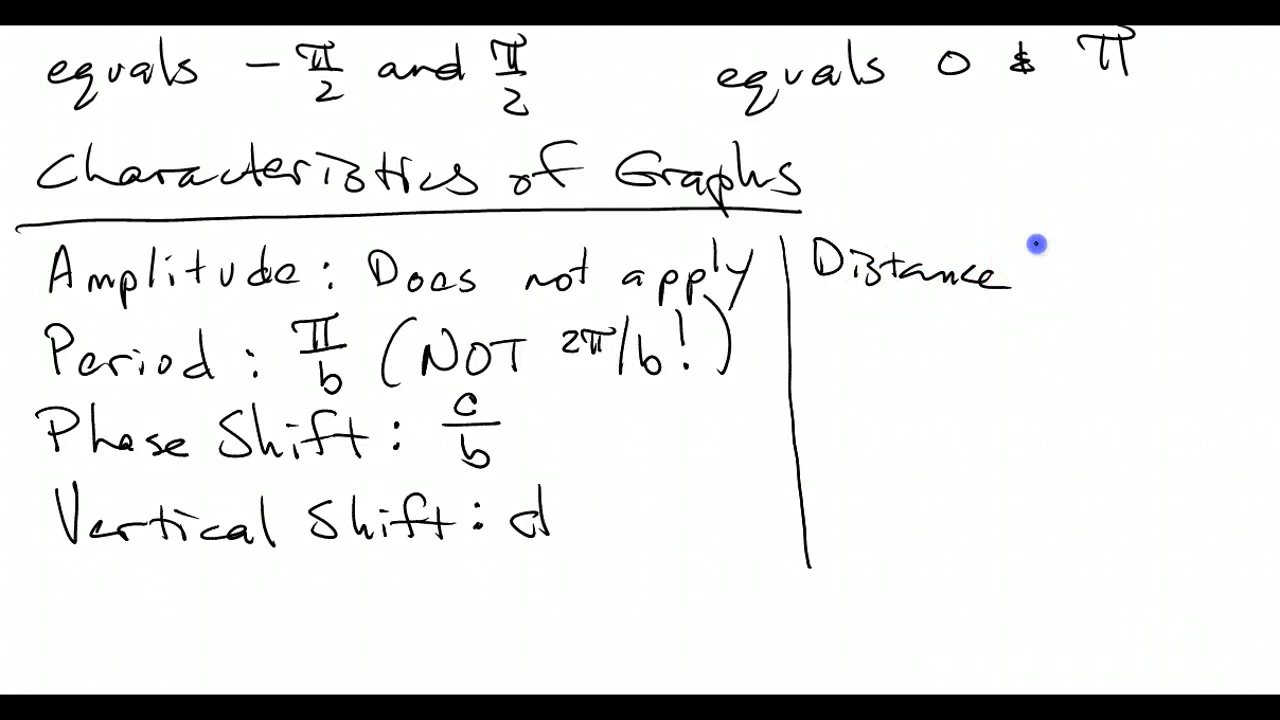 equals -π/2 and π/2
equals 0 & π
Characteristics of Graphs
Amplitude: Does not apply
Period: π/b (NOT 2π/b!)
Phase Shift: c/b
Vertical Shift: d
Distance